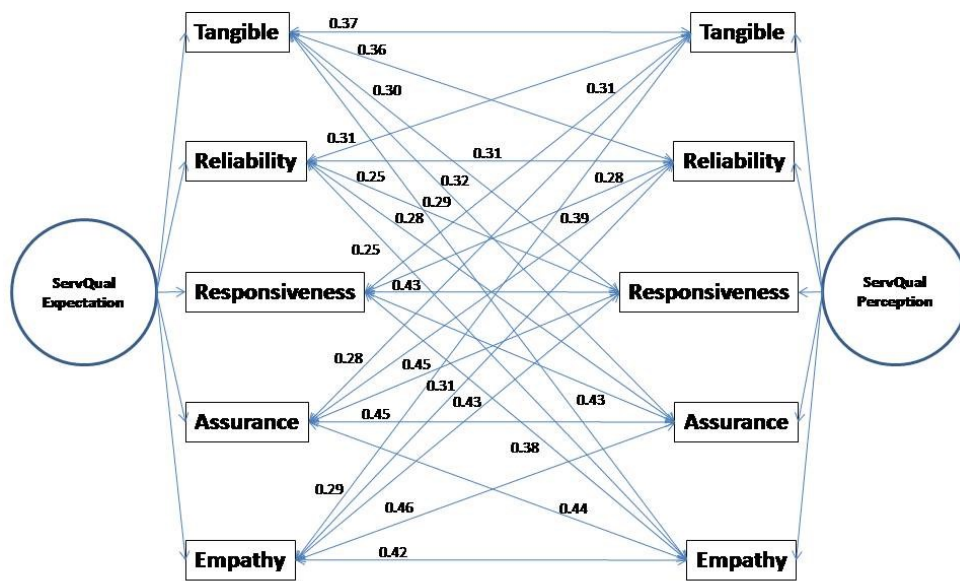 Tangible
0.37
Tangible
0.36
0.30
0.31
0.31
Reliability
0.31
Reliability
0.25
0.32
0.28
0.29
0.28
0.39
0.25
ServQual
Expectation
Responsiveness
0.43
Responsiveness
ServQual
Perception
0.28
0.45
0.31
0.43
0.43
Assurance
0.45
Assurance
0.38
0.29
0.46
0.44
Empathy
0.42
Empathy